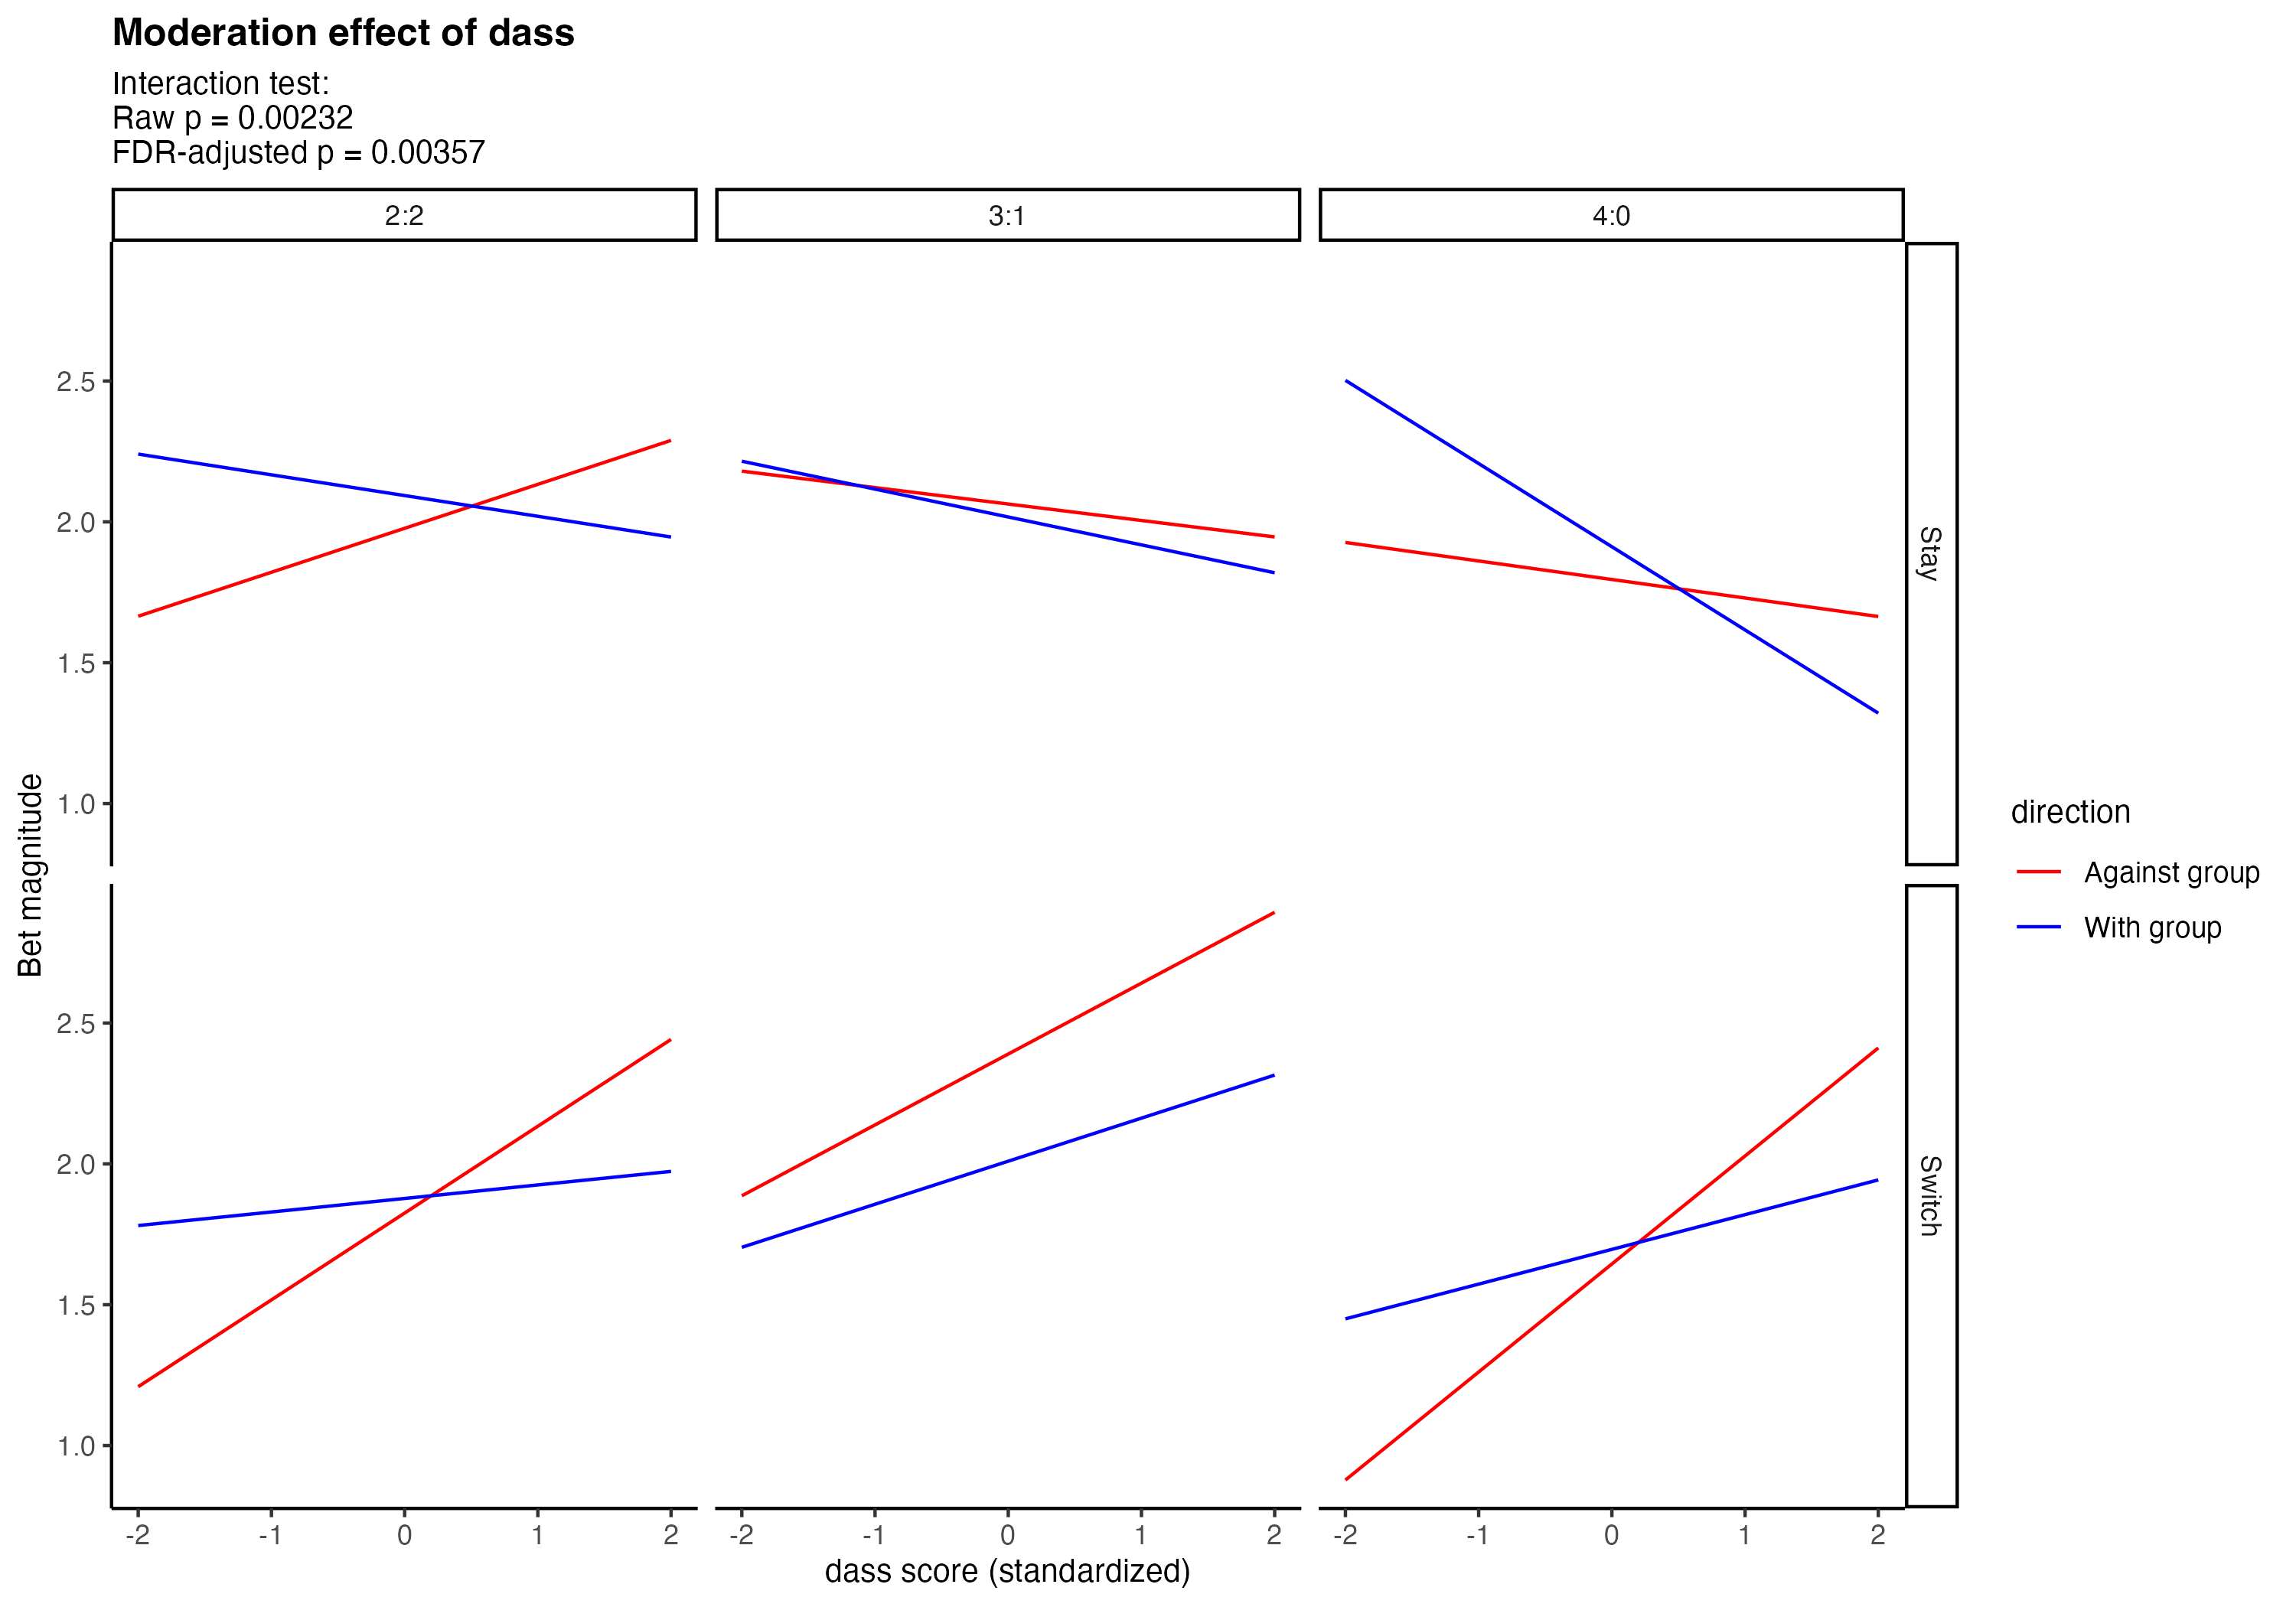 Moderation effect of dass
Interaction test:
Raw p = 0.00232
FDR-adjusted p = 0.00357
2:2
3:1
4:0
2.5
2.0
1.5
1.0
Stay
2.5
2.0
1.5
1.0
Switch
Bet magnitude
-2 -1 0 1 2
-2 -1 0 1 2
-2 -1 0 1 2
dass score (standardized)
direction
Against group
With group